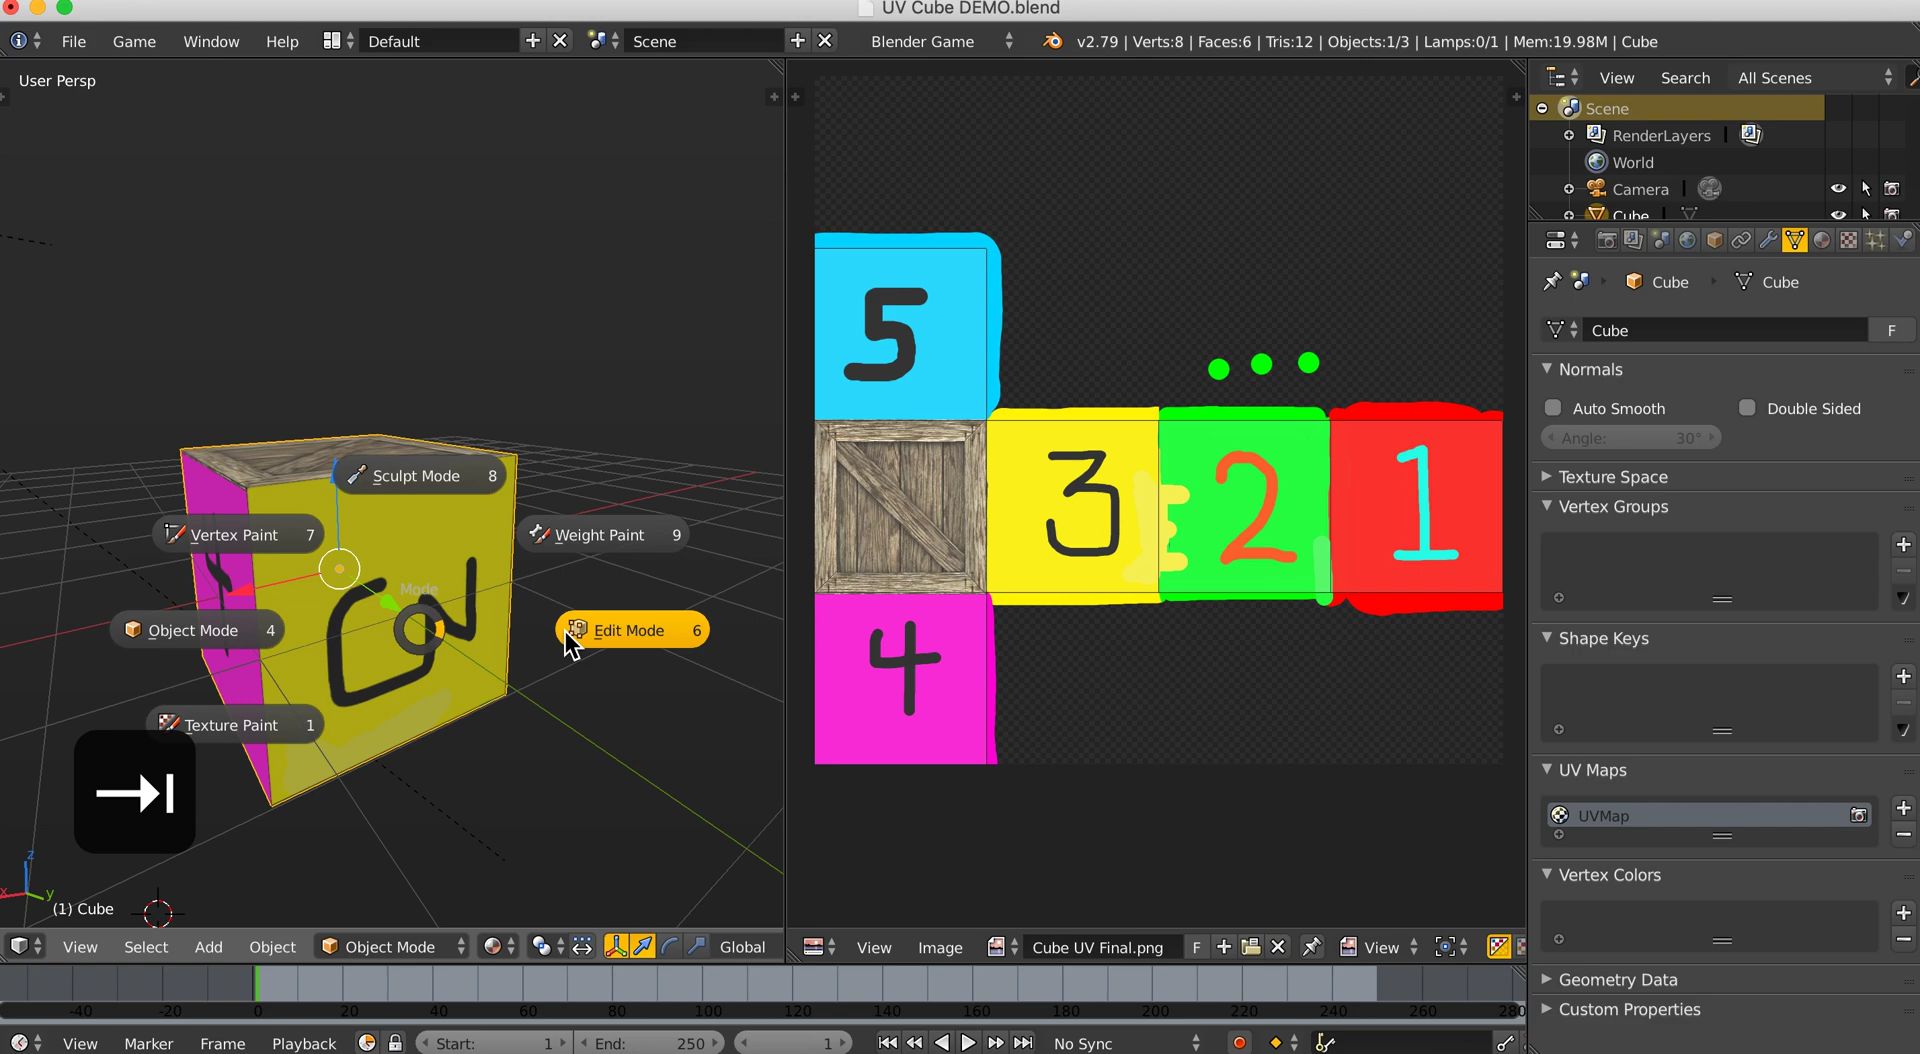 UV Cube DEMO.blend
File Game Window Help Default Scene Blender Game v2.79 | Verts:8 | Faces:6 | Tris:12 | Objects:1/3 | Lamps:0/1 | Mem:19.98M | Cube
User Persp
View Search All Scenes
Scene
RenderLayers
World
Camera
Cube
Cube Cube
Cube F
Normals
Auto Smooth Double Sided
Angle: 30°
Texture Space
Vertex Groups
Shape Keys
UV Maps
UVMap
Vertex Colors
Geometry Data
Custom Properties
Sculpt Mode 8
Vertex Paint 7
Weight Paint 9
Mode
Object Mode 4
Edit Mode 6
Texture Paint 1
5
3 2 1
4
z
x y
(1) Cube
View Select Add Object Object Mode Global
View Image Cube UV Final.png F View
-40 -20 0 20 40 60 80 100 120 140 160 180 200 220 240 260 280
View Marker Frame Playback Start: 1 End: 250 1 No Sync